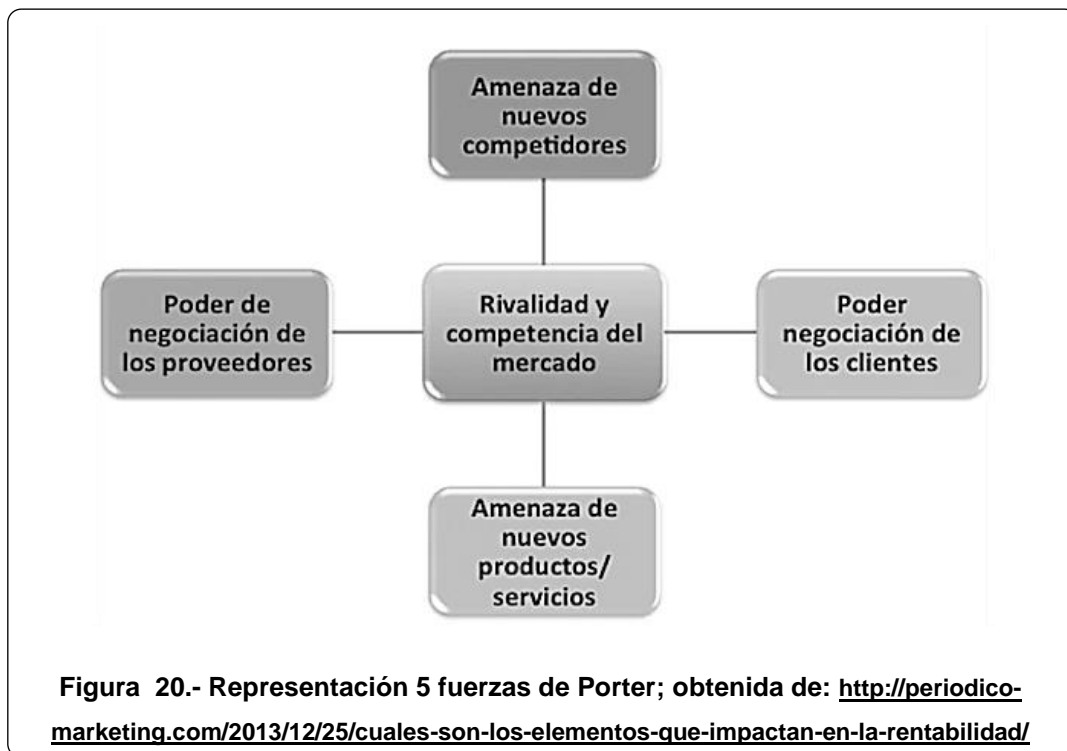 Amenaza de
nuevos
competidores
Poder de
negociación de
los proveedores
Rivalidad y
competencia del
mercado
Poder
negociación de
los clientes
Amenaza de
nuevos
productos/
servicios
Figura 20.- Representación 5 fuerzas de Porter; obtenida de: http://periodico-
marketing.com/2013/12/25/cuales-son-los-elementos-que-impactan-en-la-rentabilidad/